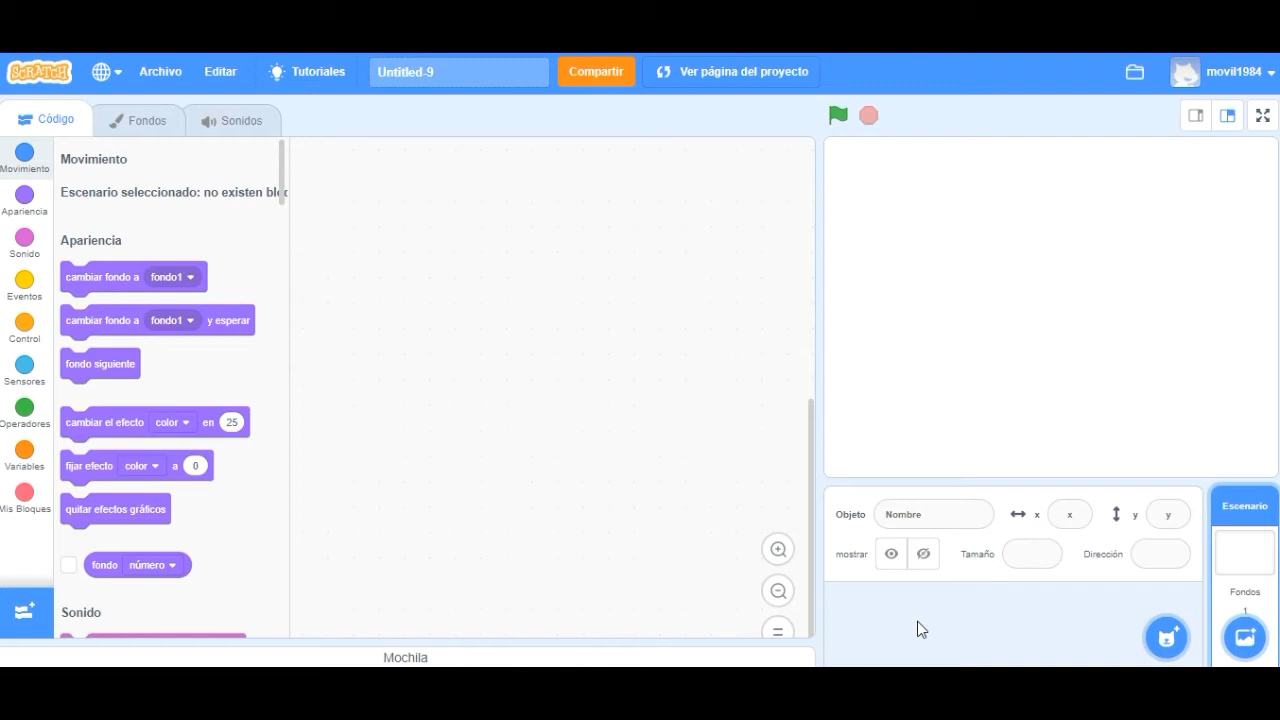 SCRATCH
Archivo
Editar
Tutoriales
Untitled-9
Compartir
Ver página del proyecto
movil1984
Código
Fondos
Sonidos
Movimiento
Apariencia
Sonido
Eventos
Control
Sensores
Operadores
Variables
Mis Bloques
Movimiento
Escenario seleccionado: no existen
Apariencia
cambiar fondo a fondo1
cambiar fondo a fondo1 y esperar
fondo siguiente
cambiar el efecto color en 25
fijar efecto color a 0
quitar efectos gráficos
fondo número
Sonido
Mochila
Objeto Nombre x x y y
mostrar Tamaño Dirección
Escenario
Fondos
1